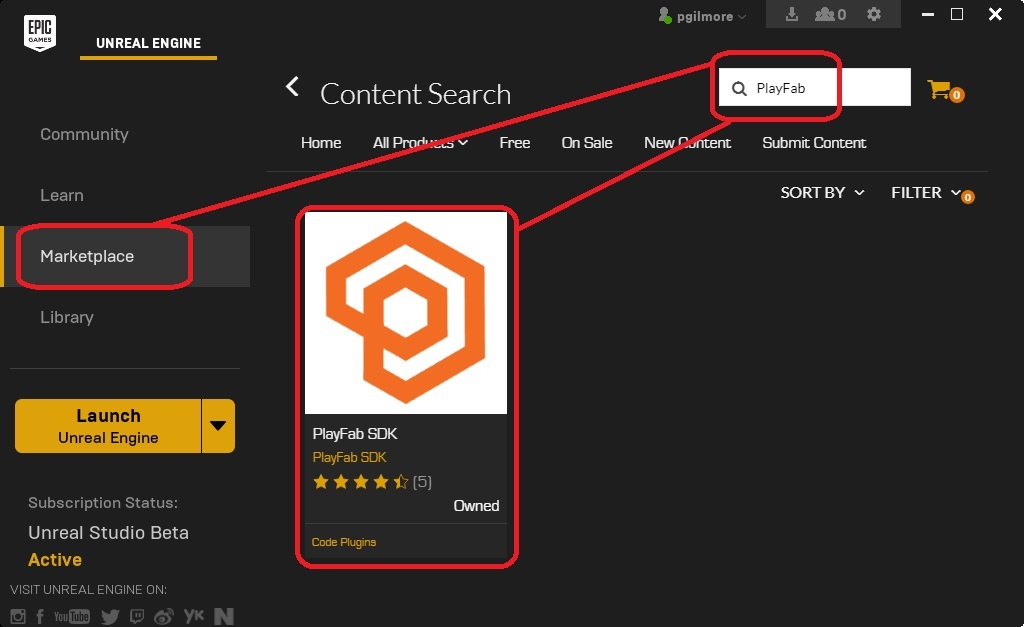 EPIC
GAMES
UNREAL ENGINE
pgilmore
0
Content Search
PlayFab
0
Home
All Products
Free
On Sale
New Content
Submit Content
SORT BY
FILTER
0
Community
Learn
Marketplace
Library
Launch
Unreal Engine
Subscription Status:
Unreal Studio Beta
Active
VISIT UNREAL ENGINE ON:
YouTube
PlayFab SDK
PlayFab SDK
(5)
Owned
Code Plugins